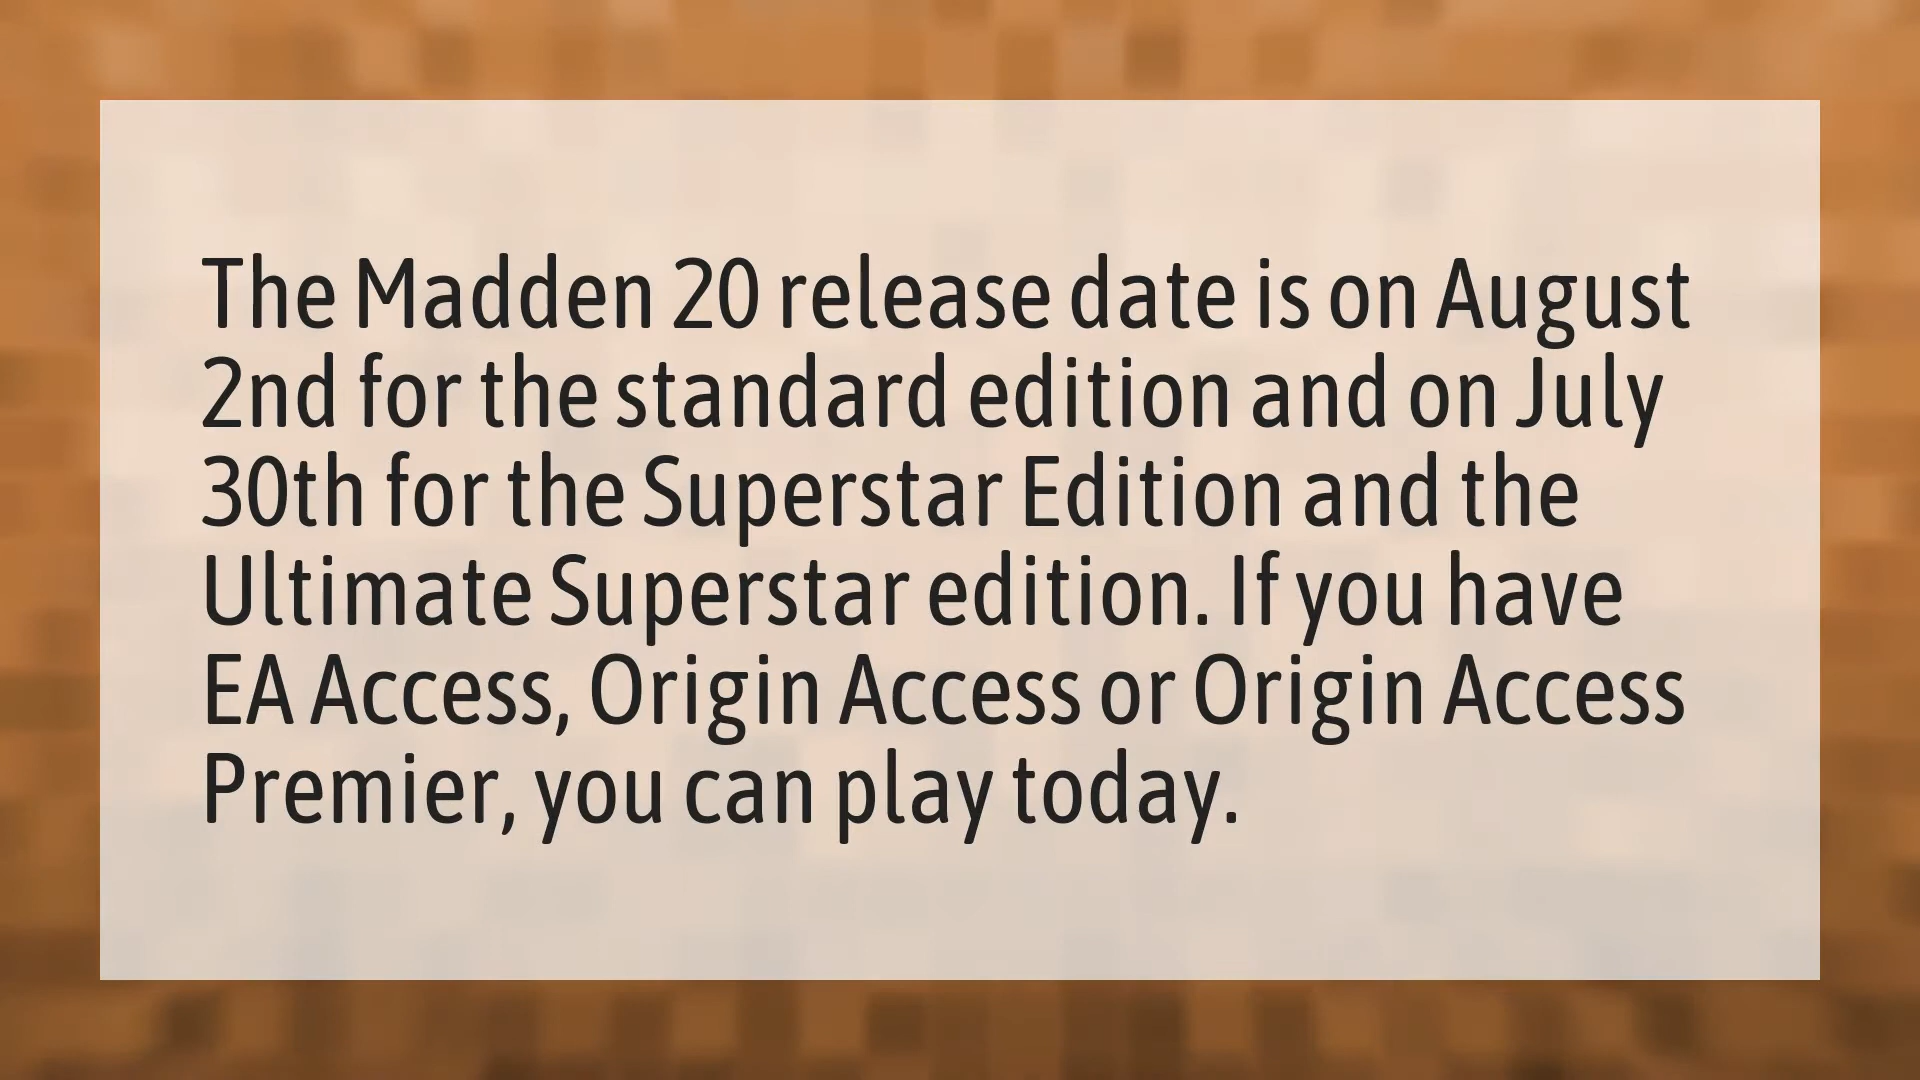 The Madden 20 release date is on August
2nd for the standard edition and on July
30th for the Superstar Edition and the
Ultimate Superstar edition. If you have
EA Access, Origin Access or Origin Access
Premier, you can play today.